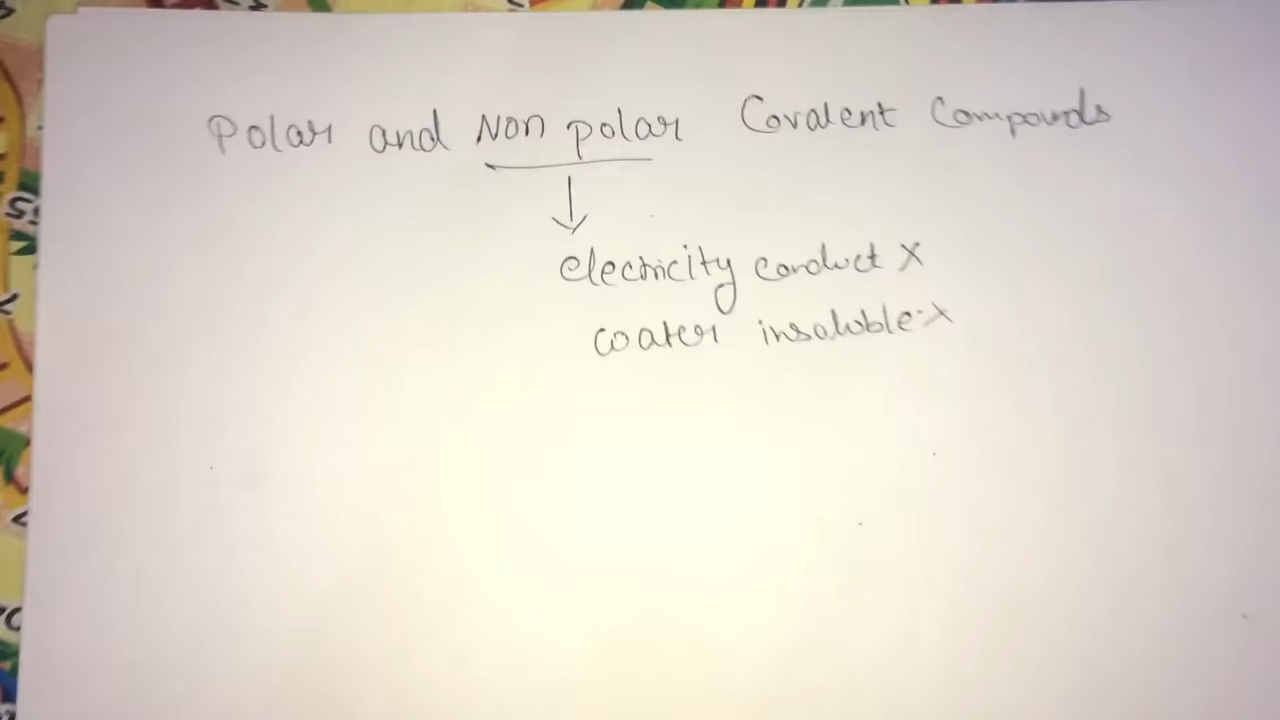 Polar and Non polar Covalent Compounds
electricity conduct X
water insoluble X